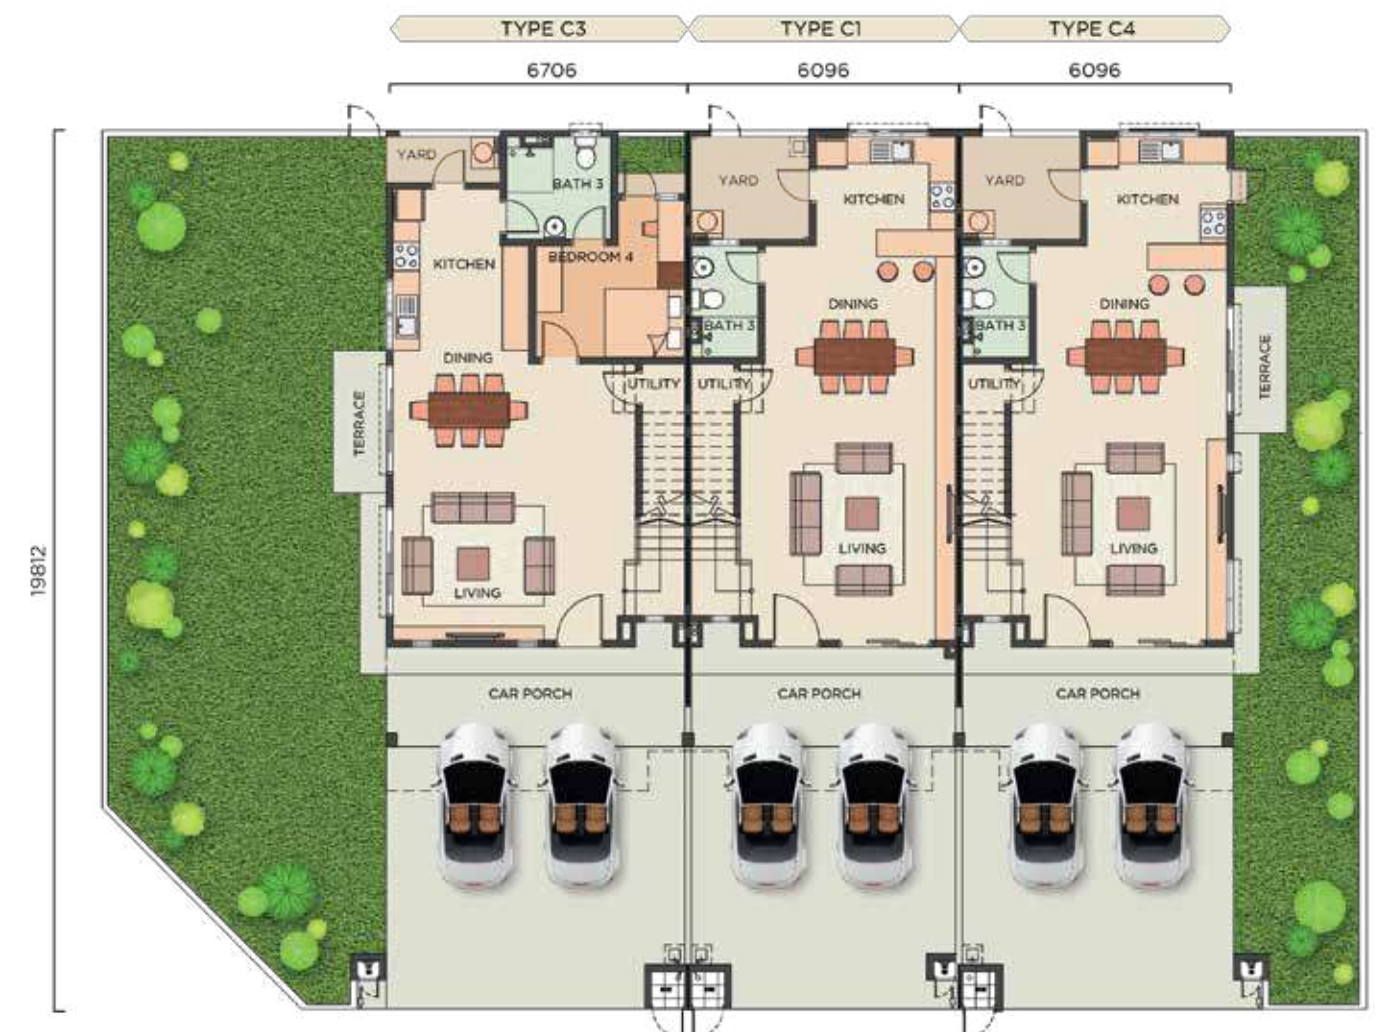 TYPE C3
TYPE C1
TYPE C4
6706
6096
6096
19812
YARD
BATH 3
KITCHEN
BEDROOM 4
DINING
UTILITY
TERRACE
LIVING
CAR PORCH
YARD
KITCHEN
DINING
BATH 3
UTILITY
LIVING
CAR PORCH
YARD
KITCHEN
DINING
BATH 3
UTILITY
TERRACE
LIVING
CAR PORCH